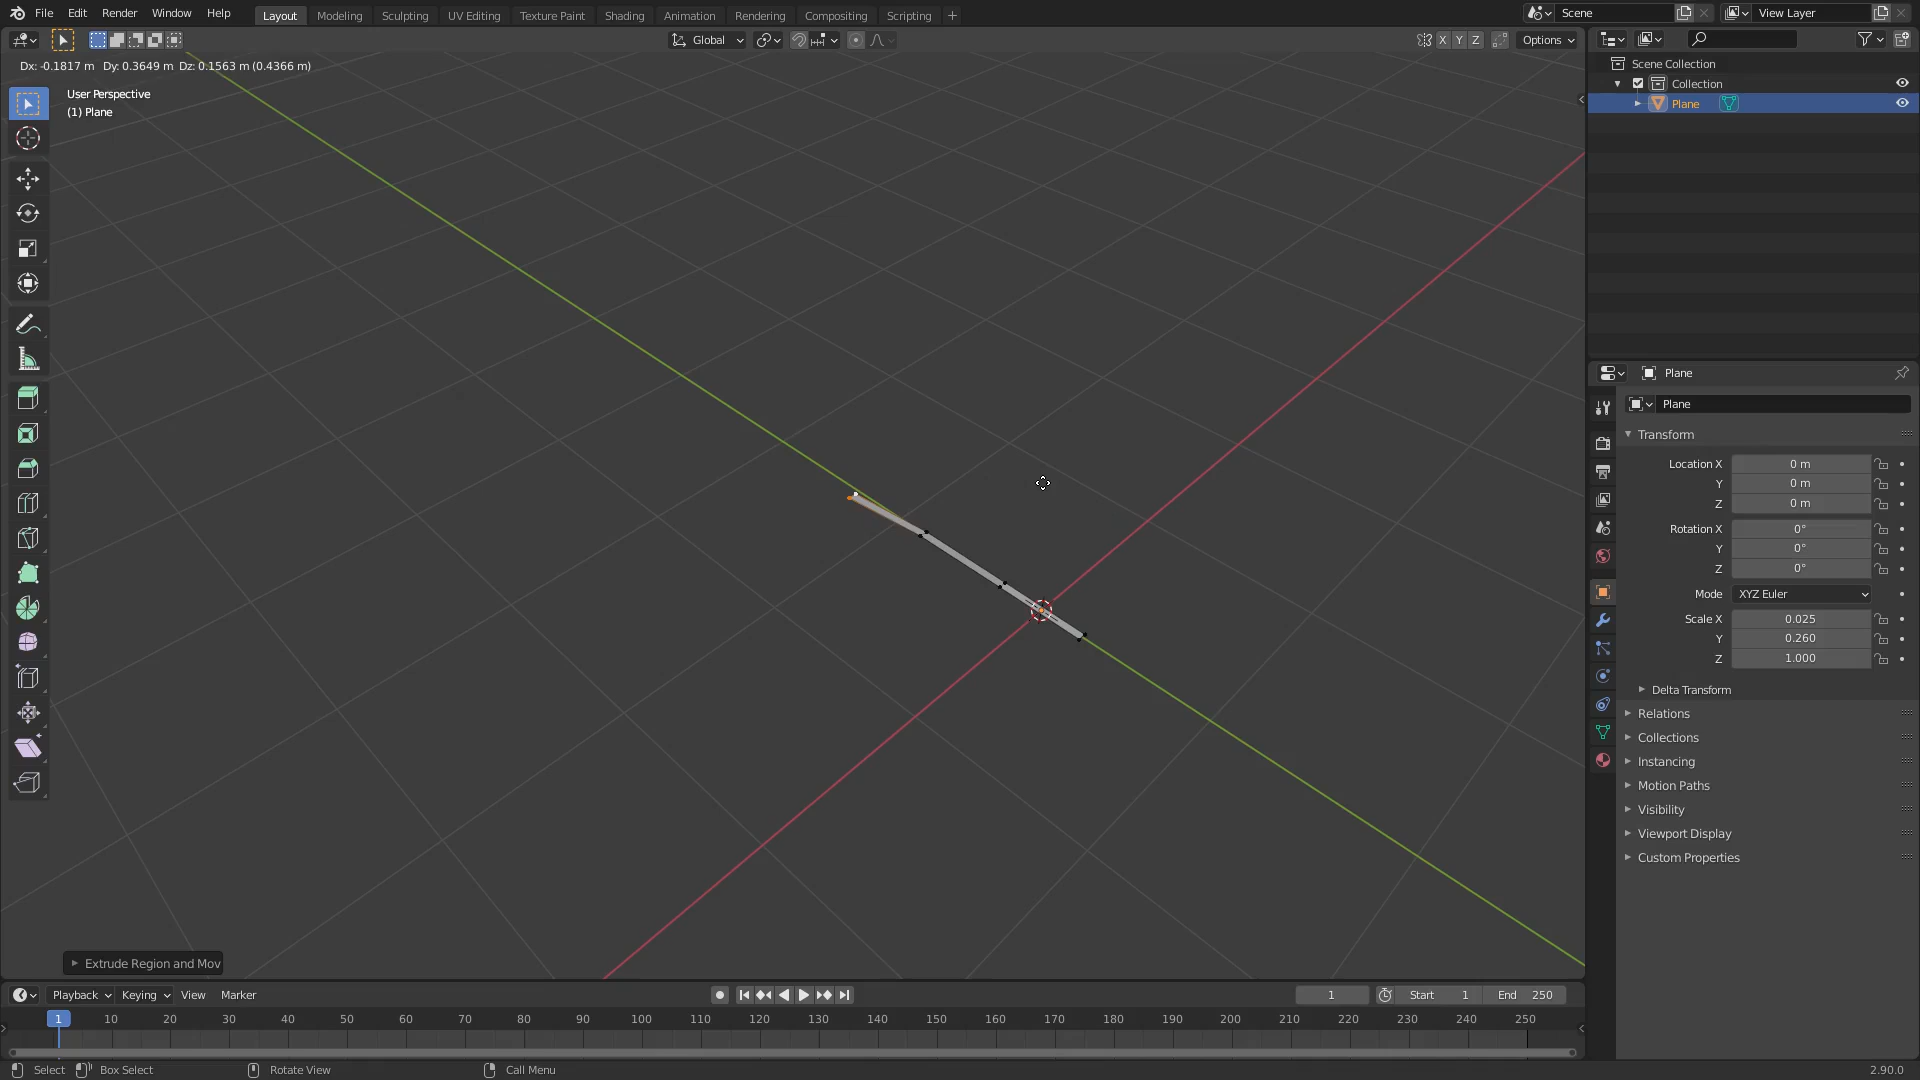 File Edit Render Window Help
Layout Modeling Sculpting UV Editing Texture Paint Shading Animation Rendering Compositing Scripting +
Scene
View Layer
Global
X Y Z
Options
Dx: -0.1817 m Dy: 0.3649 m Dz: 0.1563 m (0.4366 m)
User Perspective
(1) Plane
Scene Collection
Collection
Plane
Plane
Plane
Transform
Location X 0 m
Y 0 m
Z 0 m
Rotation X 0°
Y 0°
Z 0°
Mode XYZ Euler
Scale X 0.025
Y 0.260
Z 1.000
Delta Transform
Relations
Collections
Instancing
Motion Paths
Visibility
Viewport Display
Custom Properties
Extrude Region and Mov
Playback Keying View Marker
1
Start 1
End 250
1 10 20 30 40 50 60 70 80 90 100 110 120 130 140 150 160 170 180 190 200 210 220 230 240 250
Select Box Select Rotate View Call Menu
2.90.0